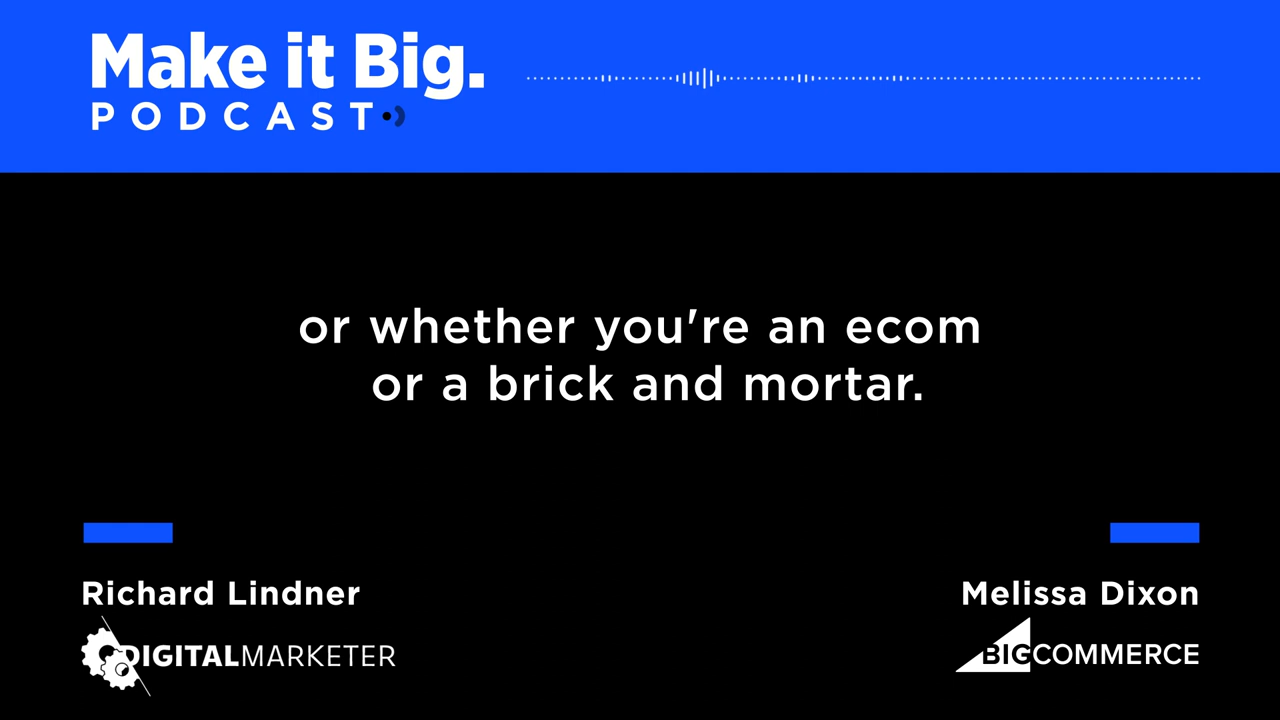 Make it Big.
PODCAST
or whether you're an ecom
or a brick and mortar.
Richard Lindner
DIGITALMARKETER
Melissa Dixon
BIGCOMMERCE